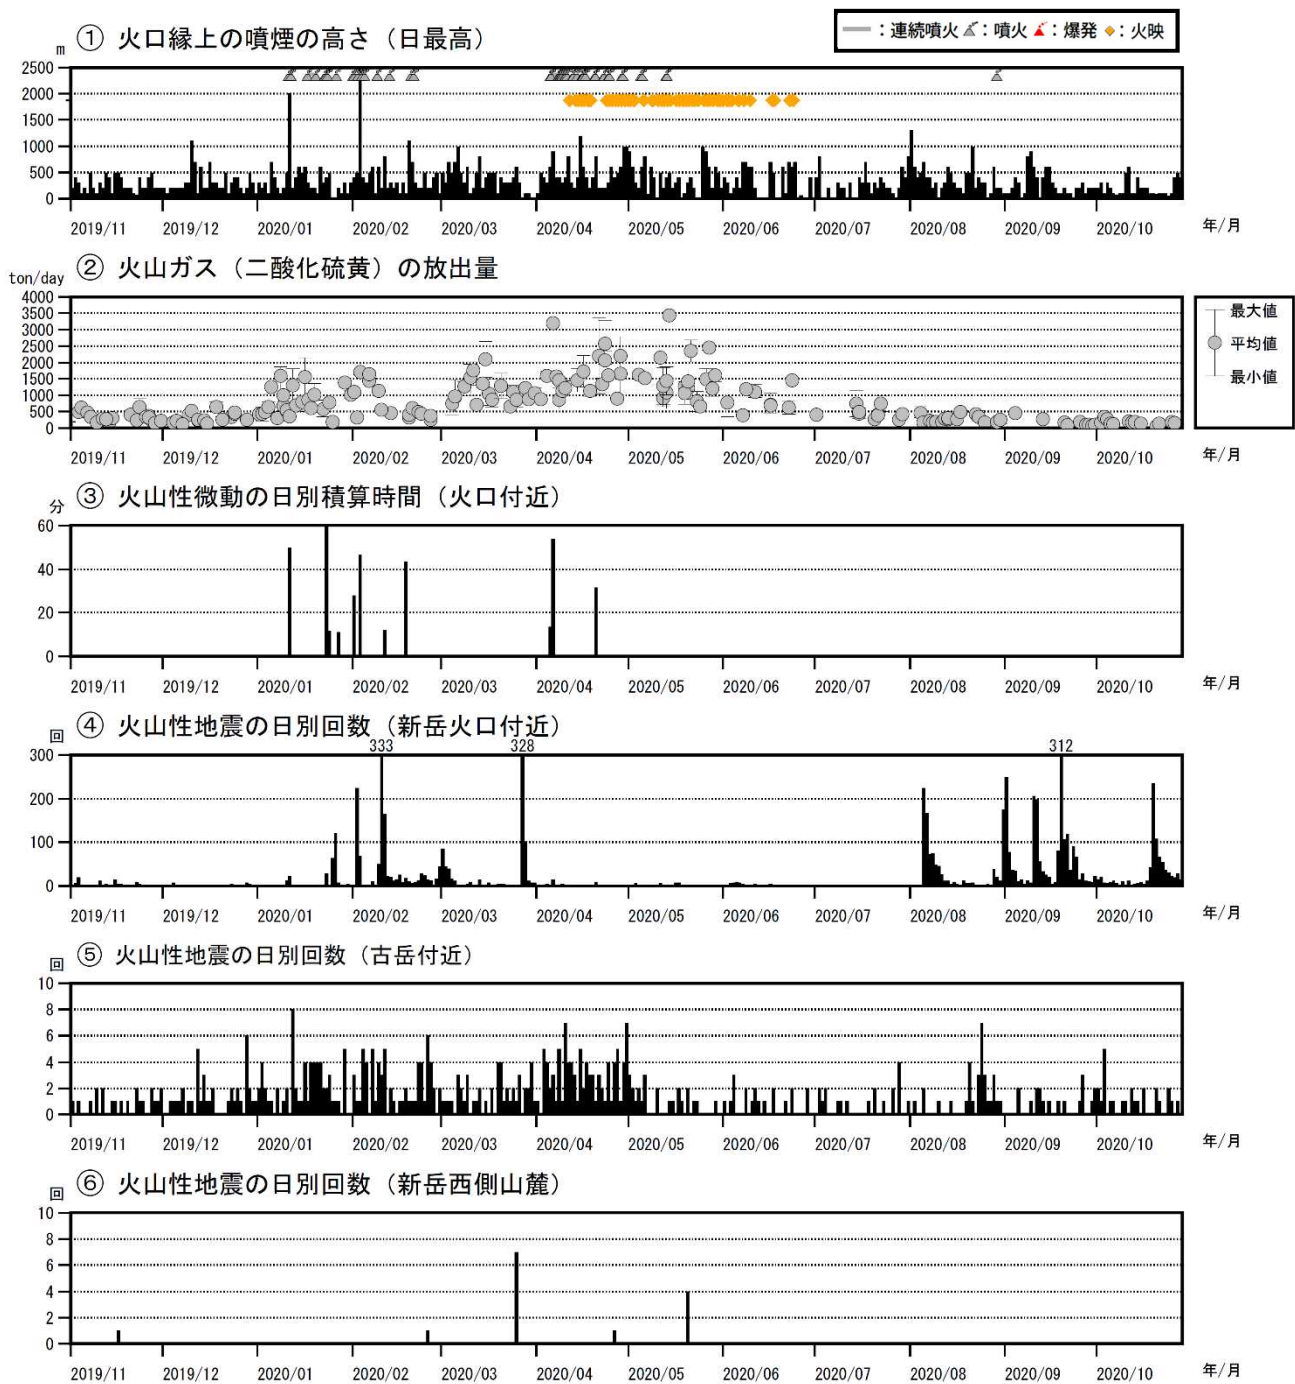 ① 火口縁上の噴煙の高さ（日最高）
━：連続噴火 ：噴火 ：爆発 ◆：火映
m
2500
2000
1500
1000
500
0
2019/11 2019/12 2020/01 2020/02 2020/03 2020/04 2020/05 2020/06 2020/07 2020/08 2020/09 2020/10 年/月
② 火山ガス（二酸化硫黄）の放出量
ton/day
4000
3500
3000
2500
2000
1500
1000
500
0
最大値
平均値
最小値
2019/11 2019/12 2020/01 2020/02 2020/03 2020/04 2020/05 2020/06 2020/07 2020/08 2020/09 2020/10 年/月
③ 火山性微動の日別積算時間（火口付近）
分
60
40
20
0
2019/11 2019/12 2020/01 2020/02 2020/03 2020/04 2020/05 2020/06 2020/07 2020/08 2020/09 2020/10 年/月
④ 火山性地震の日別回数（新岳火口付近）
回
333 328 312
300
200
100
0
2019/11 2019/12 2020/01 2020/02 2020/03 2020/04 2020/05 2020/06 2020/07 2020/08 2020/09 2020/10 年/月
⑤ 火山性地震の日別回数（古岳付近）
回
10
8
6
4
2
0
2019/11 2019/12 2020/01 2020/02 2020/03 2020/04 2020/05 2020/06 2020/07 2020/08 2020/09 2020/10 年/月
⑥ 火山性地震の日別回数（新岳西側山麓）
回
10
8
6
4
2
0
2019/11 2019/12 2020/01 2020/02 2020/03 2020/04 2020/05 2020/06 2020/07 2020/08 2020/09 2020/10 年/月